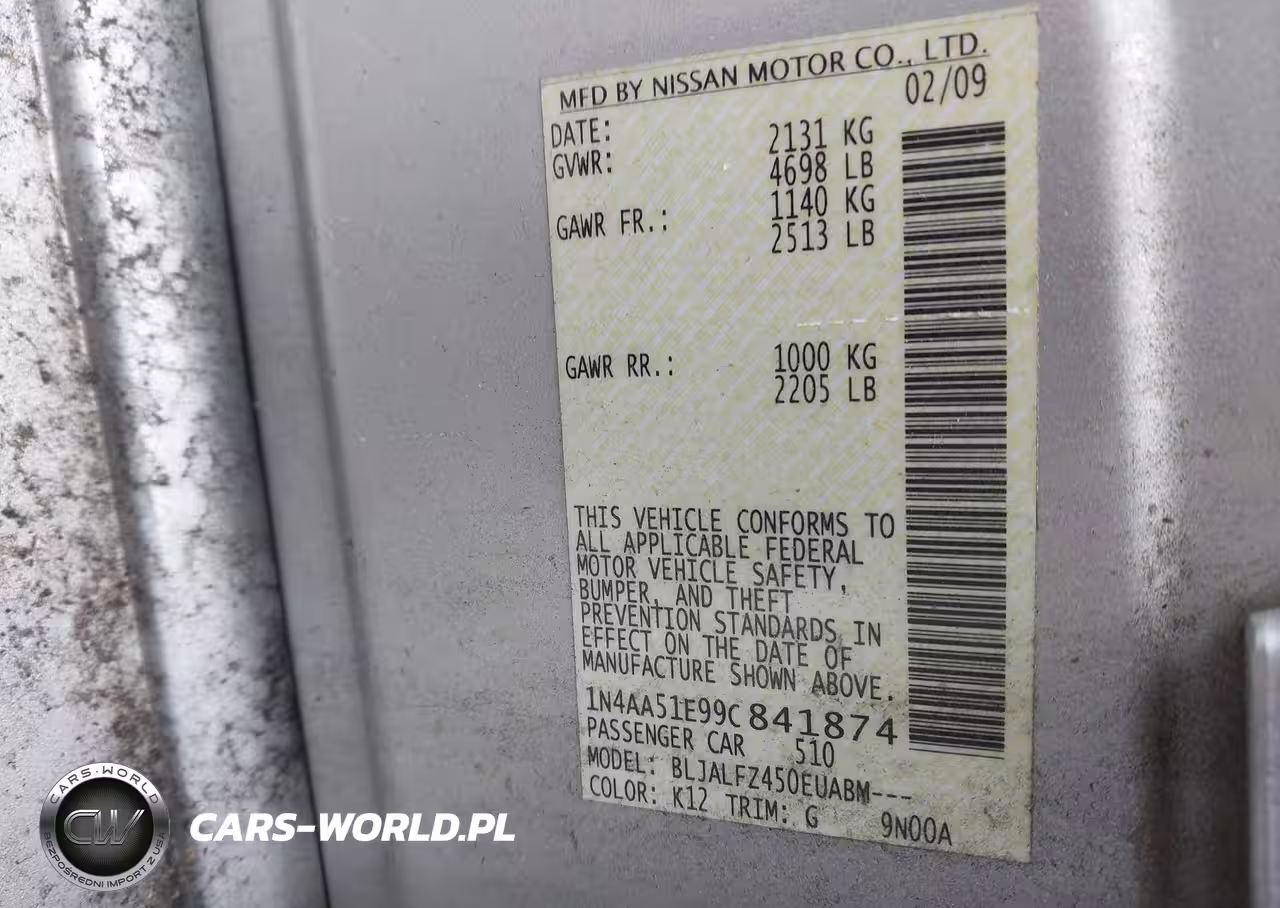 MFD BY NISSAN MOTOR CO., LTD.
DATE: 02/09
GVWR: 2131 KG
4698 LB
GAWR FR.: 1140 KG
2513 LB
GAWR RR.: 1000 KG
2205 LB
THIS VEHICLE CONFORMS TO
ALL APPLICABLE FEDERAL
MOTOR VEHICLE SAFETY,
BUMPER, AND THEFT
PREVENTION STANDARDS IN
EFFECT ON THE DATE OF
MANUFACTURE SHOWN ABOVE.
1N4AA51E99C841874
PASSENGER CAR 510
MODEL: BLJALFZ450EUABM---
COLOR: K12 TRIM: G 9N00A
CARS-WORLD
CW
BEZPOŚREDNI IMPORT Z USA
CARS-WORLD.PL